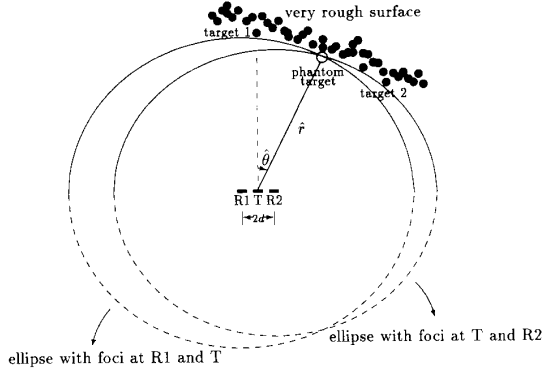 very rough surface
target 1
phantom
target
target 2
r̂
θ̂
R1 T R2
2d
ellipse with foci at T and R2
ellipse with foci at R1 and T